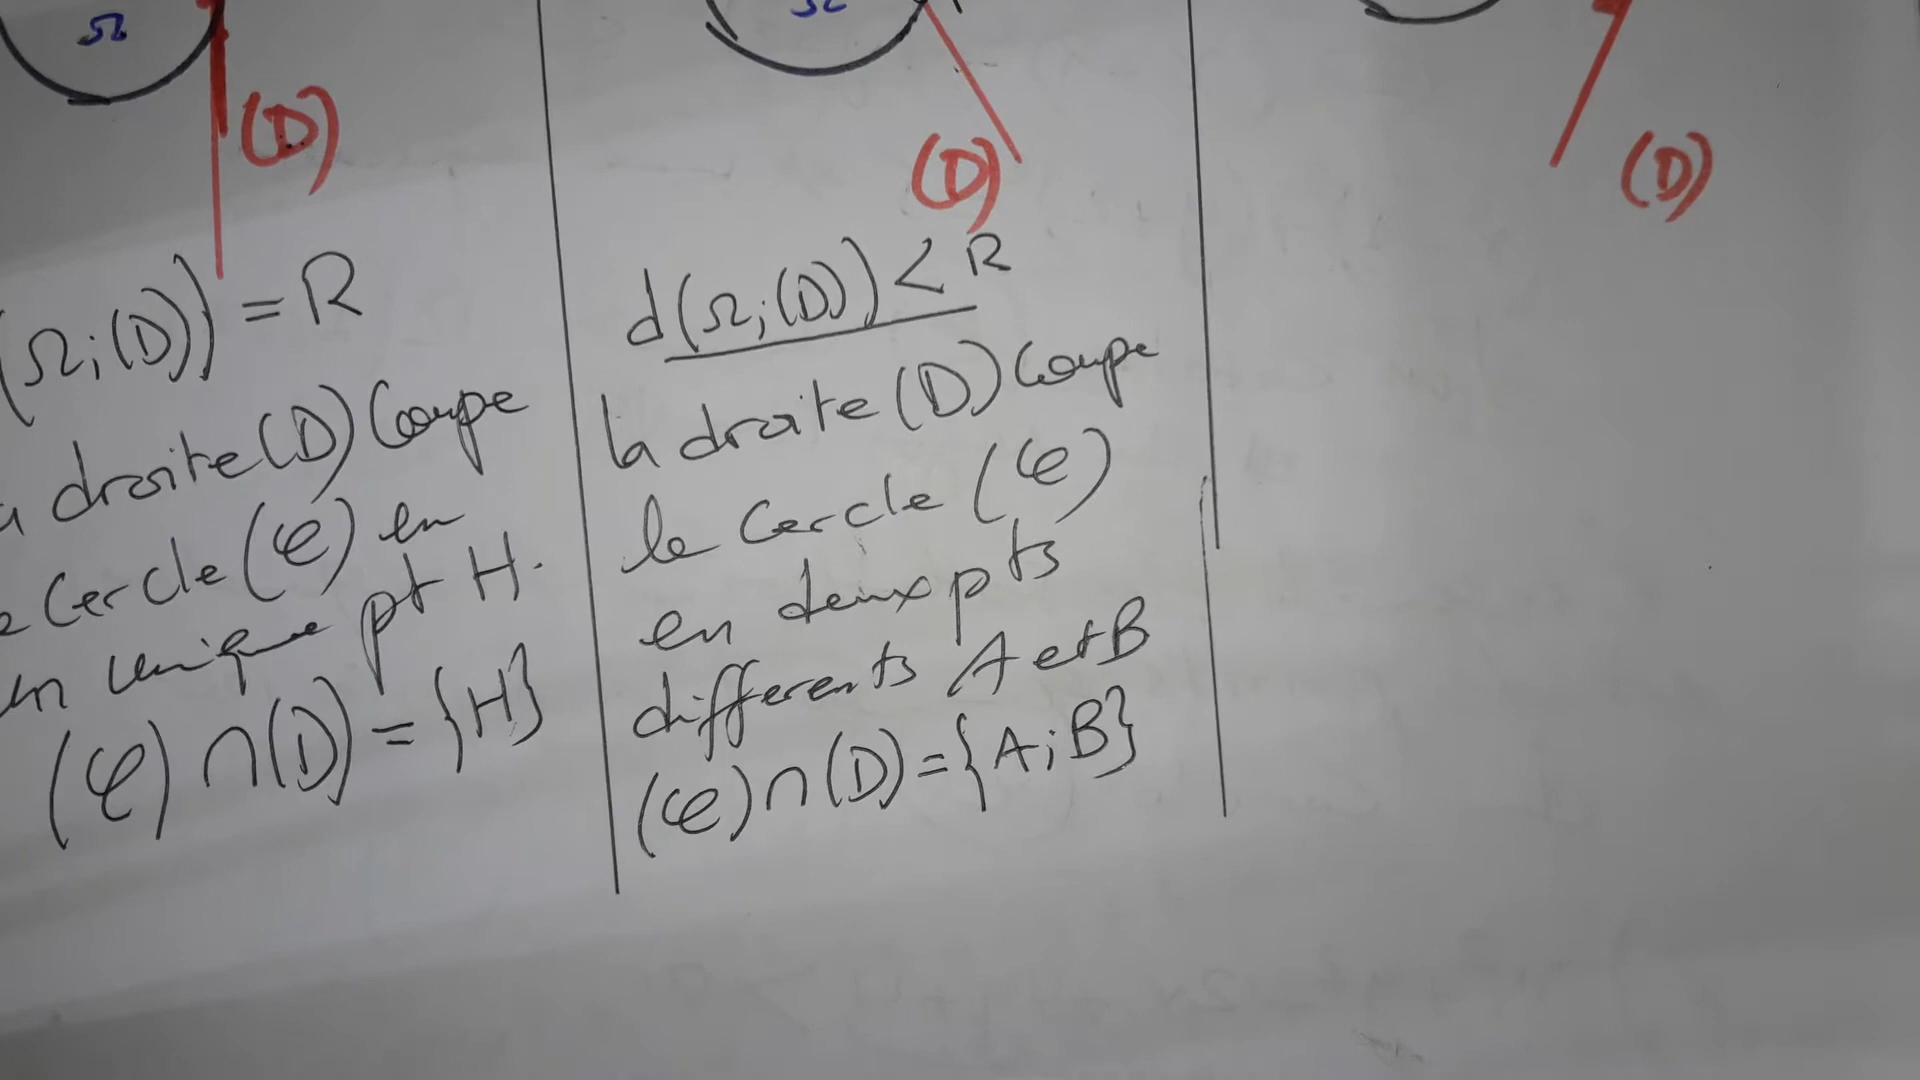 Ω
(D)
(Ω;(D)) = R
droite (D) Coupe
Cercle (C) en
unique pt H.
(C) ∩ (D) = {H}
Ω
(D)
d(Ω;(D)) < R
la droite (D) Coupe
le Cercle (C)
en deux pts
differents A et B
(C) ∩ (D) = {A;B}
(D)